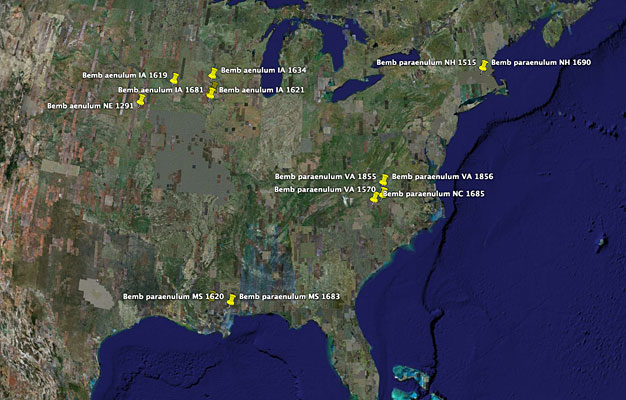 Bemb paraenulum NH 1515
Bemb paraenulum NH 1690
Bemb aenulum IA 1634
Bemb aenulum IA 1619
Bemb aenulum IA 1681
Bemb aenulum IA 1621
Bemb aenulum NE 1291
Bemb paraenulum VA 1855
Bemb paraenulum VA 1856
Bemb paraenulum VA 1570
Bemb paraenulum NC 1685
Bemb paraenulum MS 1620
Bemb paraenulum MS 1683